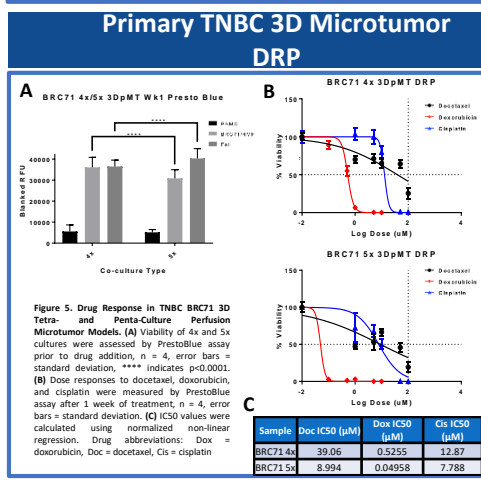 Primary TNBC 3D Microtumor
DRP
A
BRC71 4x/5x 3DpMT Wk1 Presto Blue
****
****
Fat
Blanked RFU
40000
30000
20000
10000
0
4x
5x
Co-culture Type
Figure 5. Drug Response in TNBC BRC71 3D
Tetra- and Penta-Culture Perfusion
Microtumor Models. (A) Viability of 4x and 5x
cultures were assessed by PrestoBlue assay
prior to drug addition, n = 4, error bars =
standard deviation, **** indicates p<0.0001.
(B) Dose responses to docetaxel, doxorubicin,
and cisplatin were measured by PrestoBlue
assay after 1 week of treatment, n = 4, error
bars = standard deviation. (C) IC50 values were
calculated using normalized non-linear
regression. Drug abbreviations: Dox =
doxorubicin, Doc = docetaxel, Cis = cisplatin
B
BRC71 4x 3DpMT DRP
150
100
50
0
% Viability
-2
0
2
4
Log Dose (uM)
Docetaxel
Doxorubicin
Cisplatin
BRC71 5x 3DpMT DRP
150
100
50
0
% Viability
-2
0
2
4
Log Dose (uM)
Docetaxel
Doxorubicin
Cisplatin
C
Sample Doc IC50 (μM) Dox IC50 (μM) Cis IC50 (μM)
BRC71 4x 39.06 0.5255 12.87
BRC71 5x 8.994 0.04958 7.788